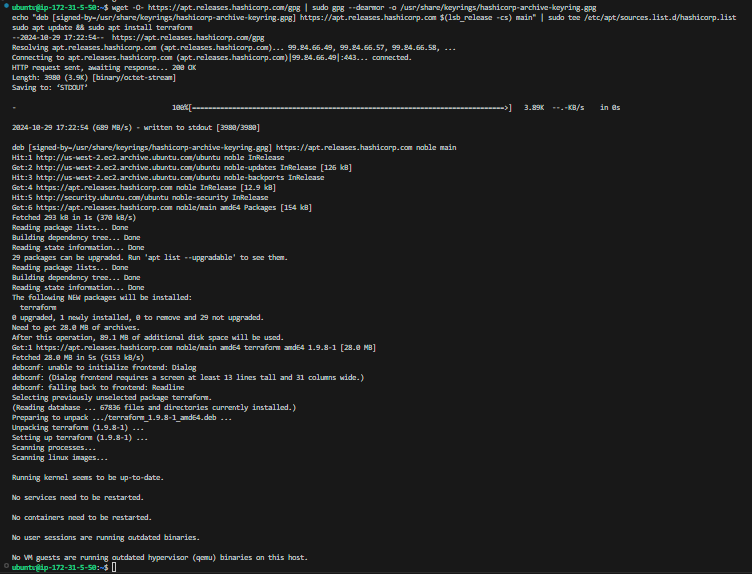 ubuntu@ip-172-31-5-50:~$ wget -O- https://apt.releases.hashicorp.com/gpg | sudo gpg --dearmor -o /usr/share/keyrings/hashicorp-archive-keyring.gpg
echo "deb [signed-by=/usr/share/keyrings/hashicorp-archive-keyring.gpg] https://apt.releases.hashicorp.com $(lsb_release -cs) main" | sudo tee /etc/apt/sources.list.d/hashicorp.list
sudo apt update && sudo apt install terraform
--2024-10-29 17:22:54-- https://apt.releases.hashicorp.com/gpg
Resolving apt.releases.hashicorp.com (apt.releases.hashicorp.com)... 99.84.66.49, 99.84.66.57, 99.84.66.58, ...
Connecting to apt.releases.hashicorp.com (apt.releases.hashicorp.com)|99.84.66.49|:443... connected.
HTTP request sent, awaiting response... 200 OK
Length: 3980 (3.9K) [binary/octet-stream]
Saving to: ‘STDOUT’
- 100%[=============================================================================>] 3.89K --.-KB/s in 0s
2024-10-29 17:22:54 (689 MB/s) - written to stdout [3980/3980]
deb [signed-by=/usr/share/keyrings/hashicorp-archive-keyring.gpg] https://apt.releases.hashicorp.com noble main
Hit:1 http://us-west-2.ec2.archive.ubuntu.com/ubuntu noble InRelease
Get:2 http://us-west-2.ec2.archive.ubuntu.com/ubuntu noble-updates InRelease [126 kB]
Hit:3 http://us-west-2.ec2.archive.ubuntu.com/ubuntu noble-backports InRelease
Get:4 https://apt.releases.hashicorp.com noble InRelease [12.9 kB]
Hit:5 http://security.ubuntu.com/ubuntu noble-security InRelease
Get:6 https://apt.releases.hashicorp.com noble/main amd64 Packages [154 kB]
Fetched 293 kB in 1s (370 kB/s)
Reading package lists... Done
Building dependency tree... Done
Reading state information... Done
29 packages can be upgraded. Run 'apt list --upgradable' to see them.
Reading package lists... Done
Building dependency tree... Done
Reading state information... Done
The following NEW packages will be installed:
terraform
0 upgraded, 1 newly installed, 0 to remove and 29 not upgraded.
Need to get 28.0 MB of archives.
After this operation, 89.1 MB of additional disk space will be used.
Get:1 https://apt.releases.hashicorp.com noble/main amd64 terraform amd64 1.9.8-1 [28.0 MB]
Fetched 28.0 MB in 5s (5153 kB/s)
debconf: unable to initialize frontend: Dialog
debconf: (Dialog frontend requires a screen at least 13 lines tall and 31 columns wide.)
debconf: falling back to frontend: Readline
Selecting previously unselected package terraform.
(Reading database ... 67836 files and directories currently installed.)
Preparing to unpack .../terraform_1.9.8-1_amd64.deb ...
Unpacking terraform (1.9.8-1) ...
Setting up terraform (1.9.8-1) ...
Scanning processes...
Scanning linux images...
Running kernel seems to be up-to-date.
No services need to be restarted.
No containers need to be restarted.
No user sessions are running outdated binaries.
No VM guests are running outdated hypervisor (qemu) binaries on this host.
ubuntu@ip-172-31-5-50:~$